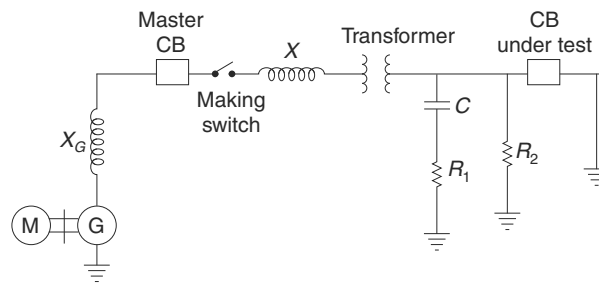 Master
CB
X
Transformer
CB
under test
Making
switch
C
X_G
R_1
R_2
M
G